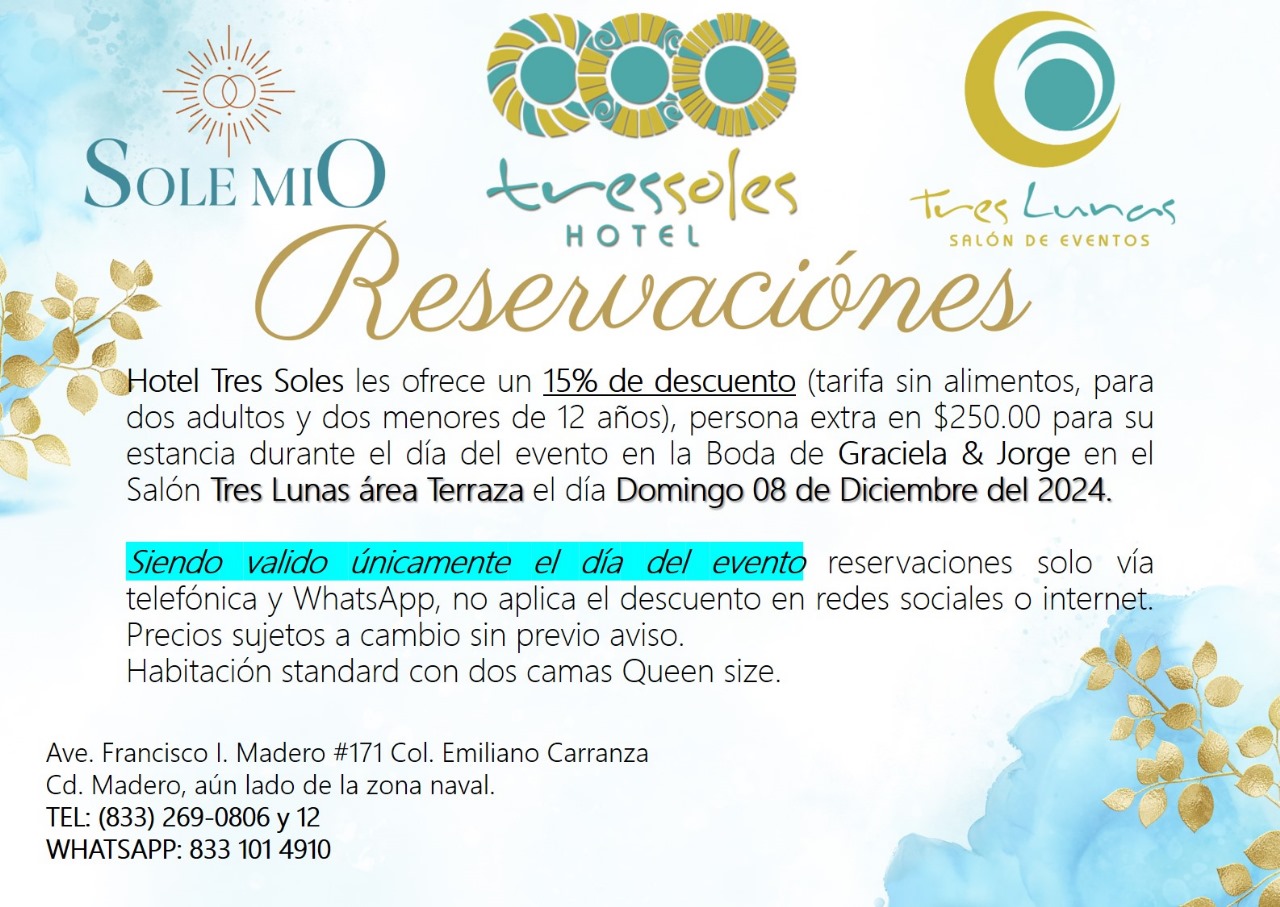 SOLE MIO
tressoles
HOTEL
Tres Lunas
SALÓN DE EVENTOS
Reservaciónes
Hotel Tres Soles les ofrece un 15% de descuento (tarifa sin alimentos, para
dos adultos y dos menores de 12 años), persona extra en $250.00 para su
estancia durante el día del evento en la Boda de Graciela & Jorge en el
Salón Tres Lunas área Terraza el día Domingo 08 de Diciembre del 2024.
Siendo valido únicamente el día del evento reservaciones solo vía
telefónica y WhatsApp, no aplica el descuento en redes sociales o internet.
Precios sujetos a cambio sin previo aviso.
Habitación standard con dos camas Queen size.
Ave. Francisco I. Madero #171 Col. Emiliano Carranza
Cd. Madero, aún lado de la zona naval.
TEL: (833) 269-0806 y 12
WHATSAPP: 833 101 4910